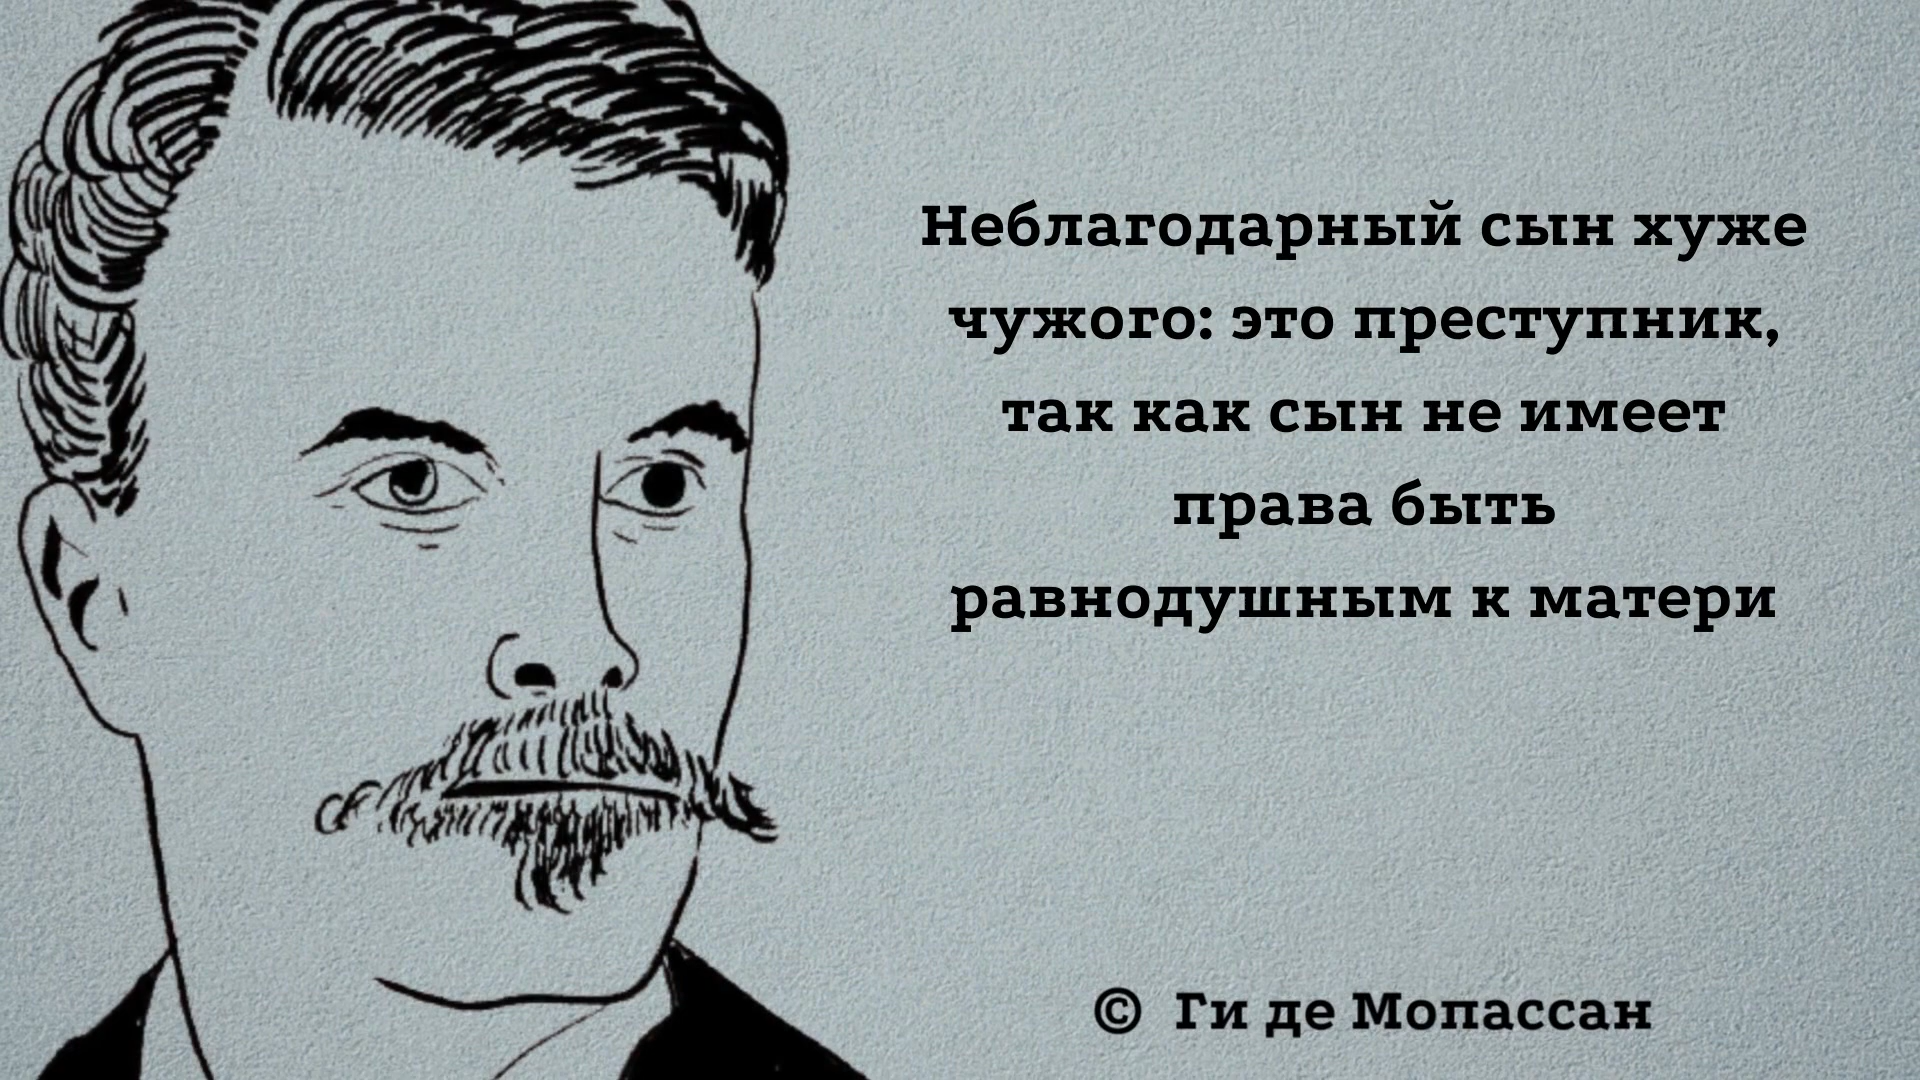 Неблагодарный сын хуже
чужого: это преступник,
так как сын не имеет
права быть
равнодушным к матери
© Ги де Мопассан